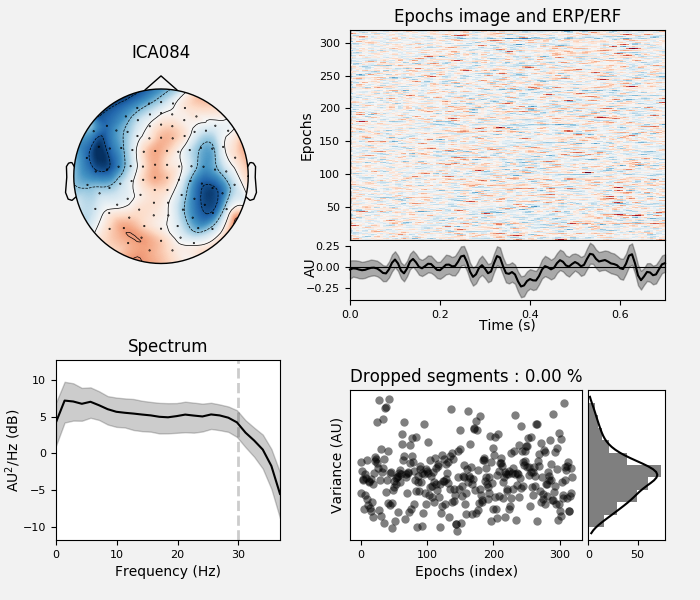 ICA084
Epochs image and ERP/ERF
Epochs
300
250
200
150
100
50
AU
0.25
0.00
−0.25
0.0
0.2
0.4
0.6
Time (s)
Spectrum
AU²/Hz (dB)
10
5
0
−5
−10
0
10
20
30
Frequency (Hz)
Dropped segments : 0.00 %
Variance (AU)
0
100
200
300
Epochs (index)
0
50